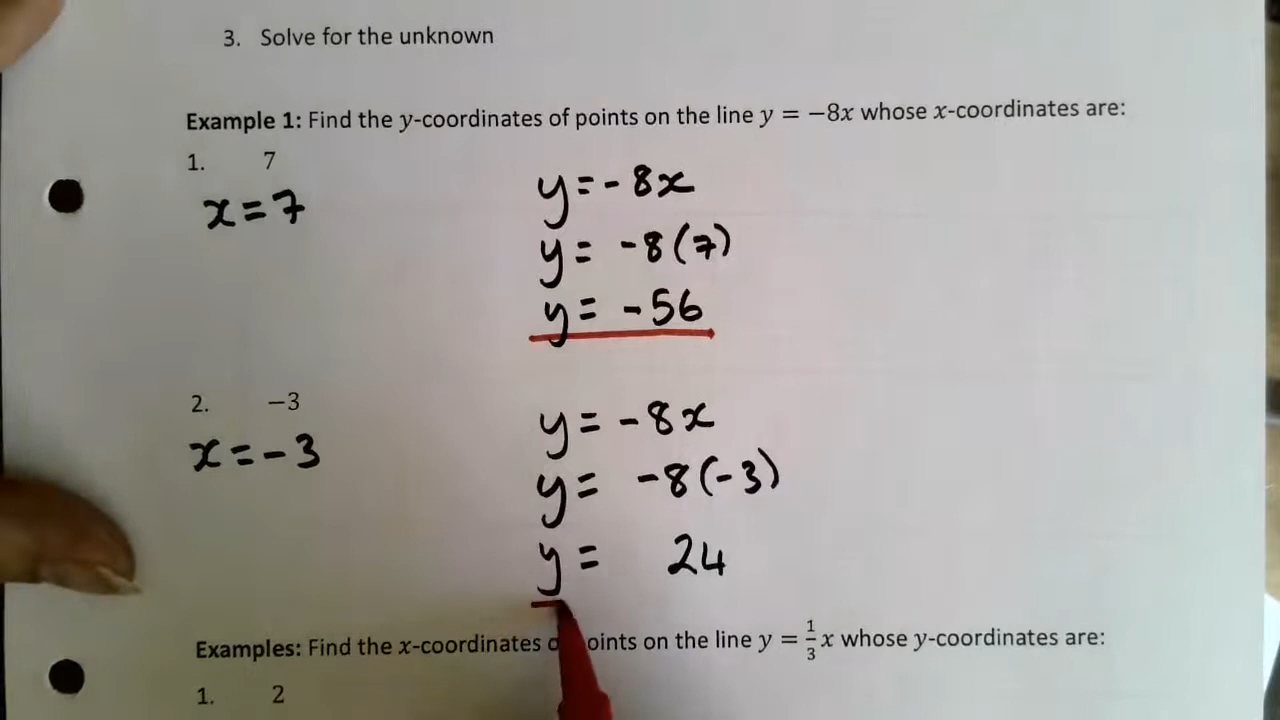 3. Solve for the unknown
Example 1: Find the y-coordinates of points on the line y = −8x whose x-coordinates are:
1. 7
x = 7
y = -8x
y = -8(7)
y = -56
2. −3
x = -3
y = -8x
y = -8(-3)
y = 24
Examples: Find the x-coordinates o oints on the line y = 1/3 x whose y-coordinates are:
1. 2